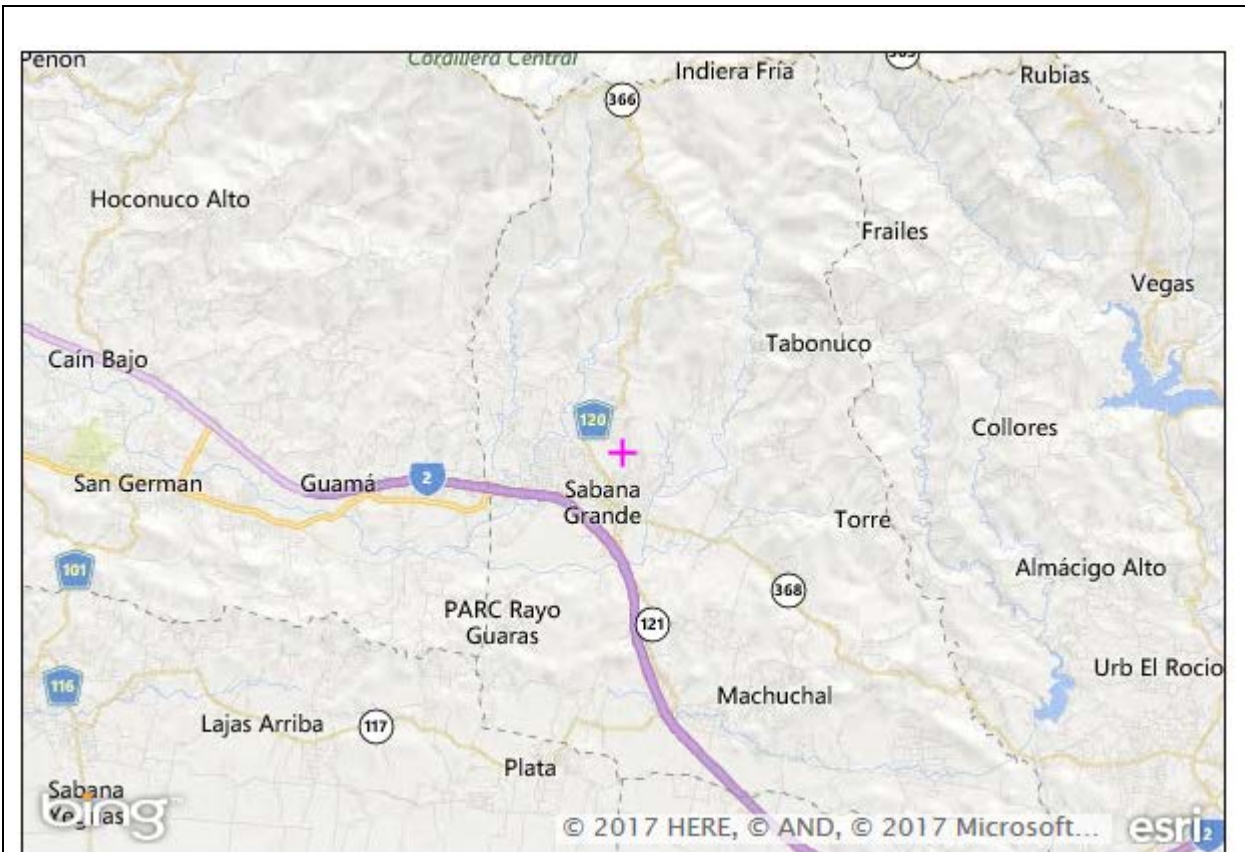 Penon
Cordillera Central
Indiera Fría
Rubias
366
Hoconuco Alto
Frailes
Vegas
Caín Bajo
Tabonuco
120
Collores
San German
Guamá
2
Sabana
Grande
Torre
101
Almácigo Alto
368
PARC Rayo
Guaras
121
116
Urb El Rocio
Machuchal
Lajas Arriba
117
Plata
Sabana
bing
© 2017 HERE, © AND, © 2017 Microsoft...
esri
2